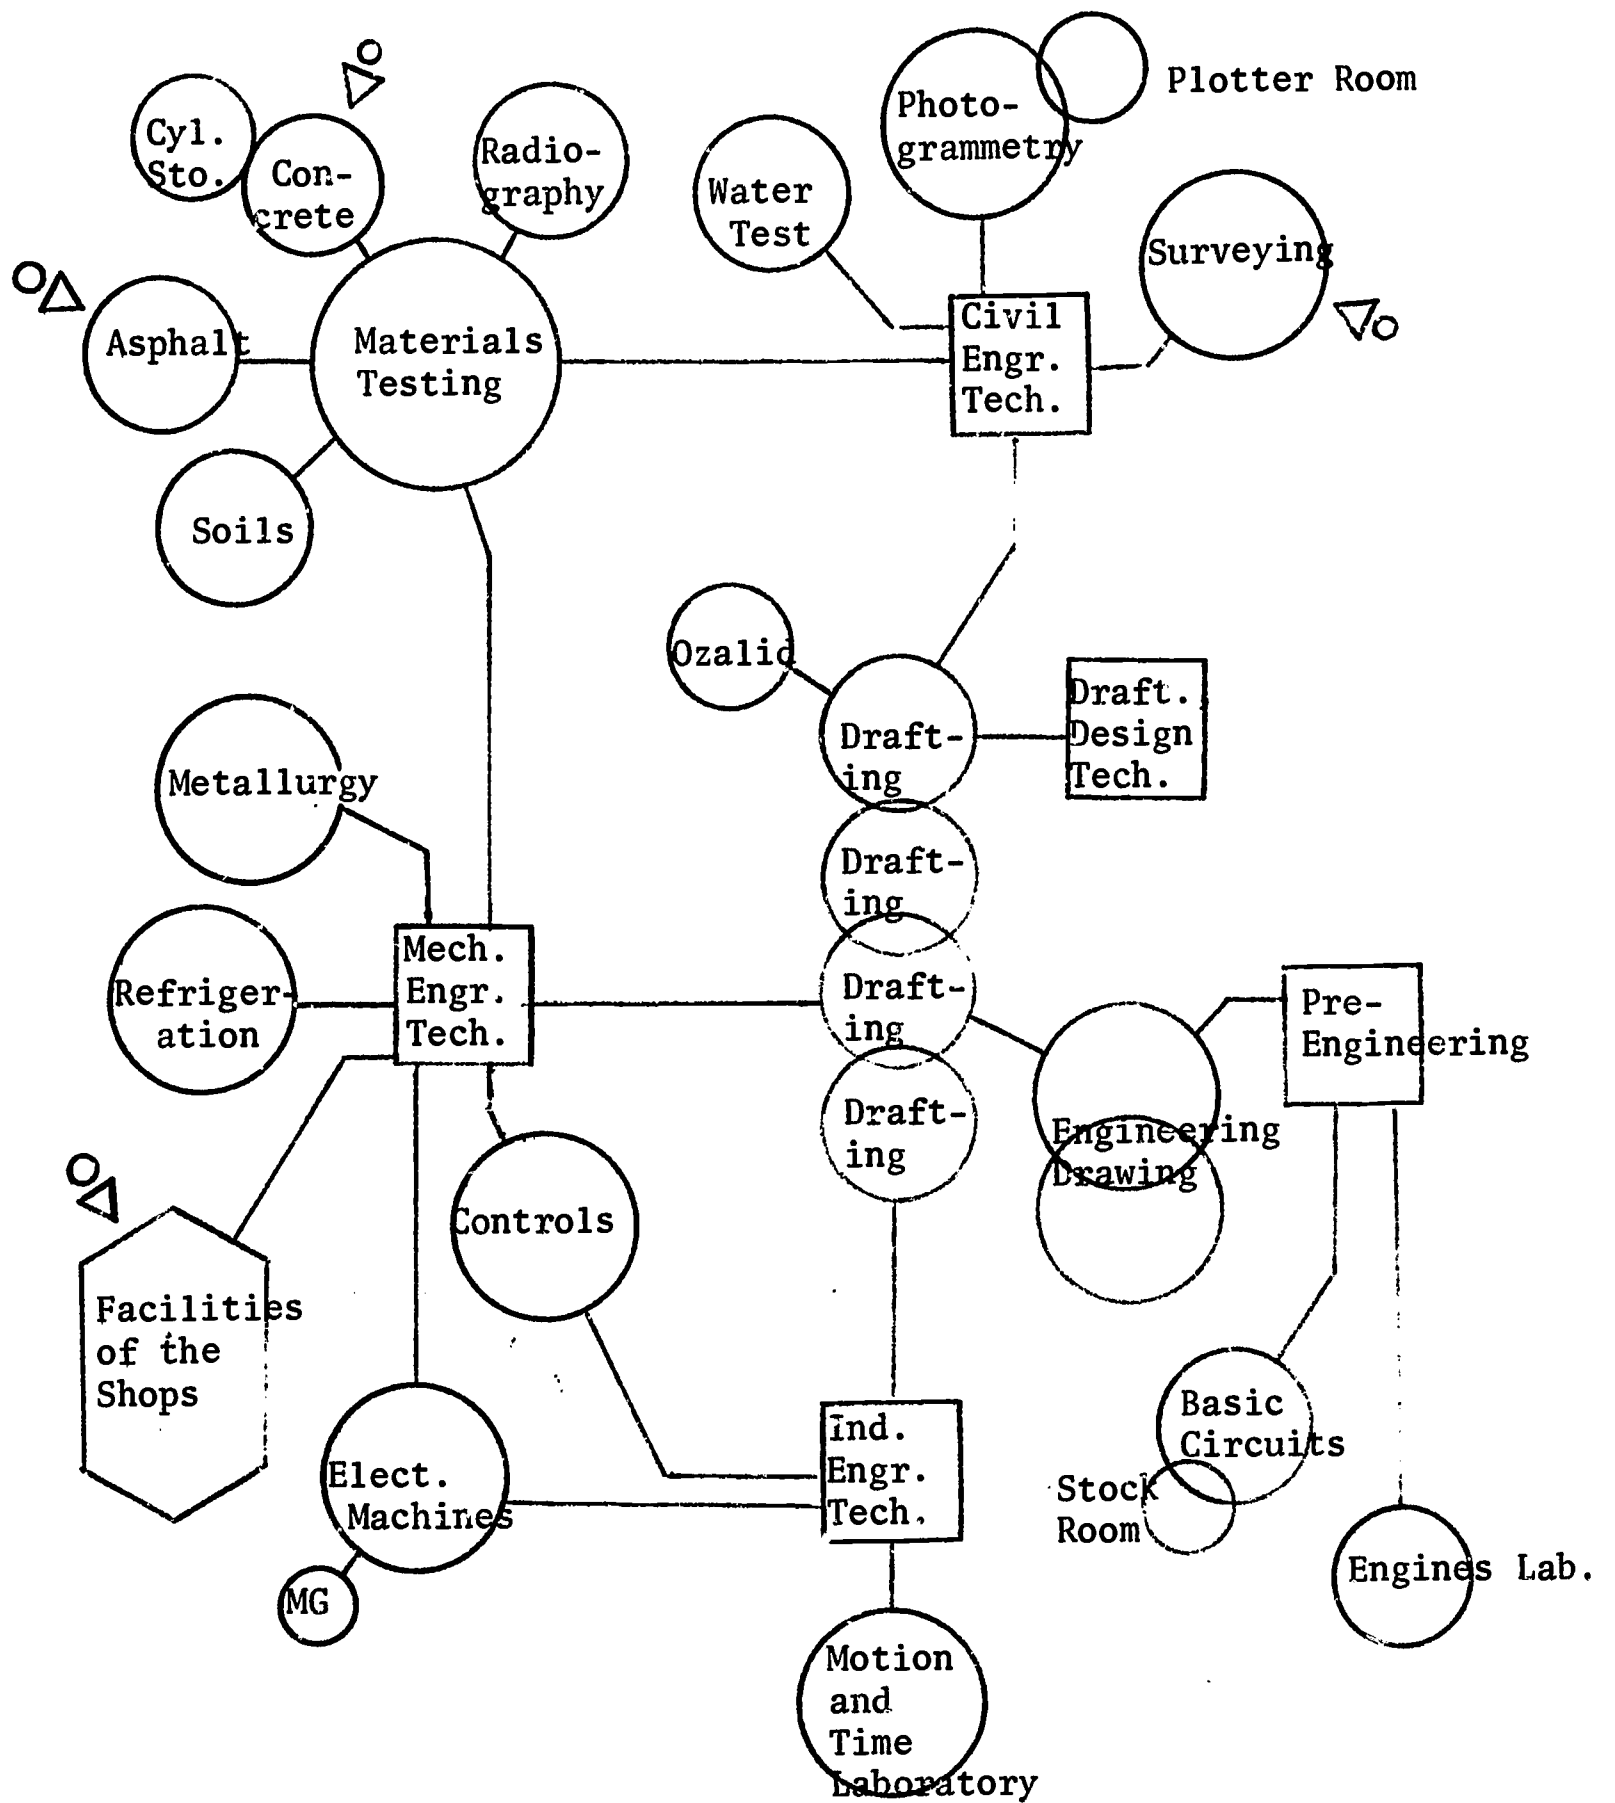 Plotter Room
Photo-
grammetry
Cyl.
Sto.
Con-
crete
Radio-
graphy
Water
Test
Surveying
Asphalt
Materials
Testing
Civil
Engr.
Tech.
Soils
Ozalid
Draft-
ing
Draft.
Design
Tech.
Metallurgy
Draft-
ing
Mech.
Engr.
Tech.
Refriger-
ation
Draft-
ing
Pre-
Engineering
Draft-
ing
Engineering
Drawing
Controls
Facilities
of the
Shops
Basic
Circuits
Stock
Room
Ind.
Engr.
Tech.
Elect.
Machines
Engines Lab.
MG
Motion
and
Time
Laboratory